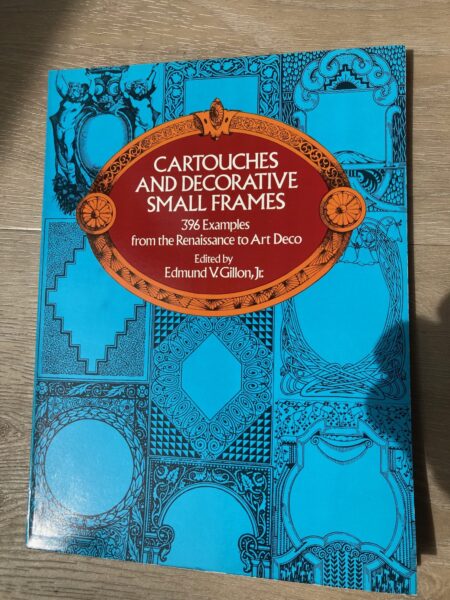 CARTOUCHES
AND DECORATIVE
SMALL FRAMES
396 Examples
from the Renaissance to Art Deco
Edited by
Edmund V. Gillon, Jr.